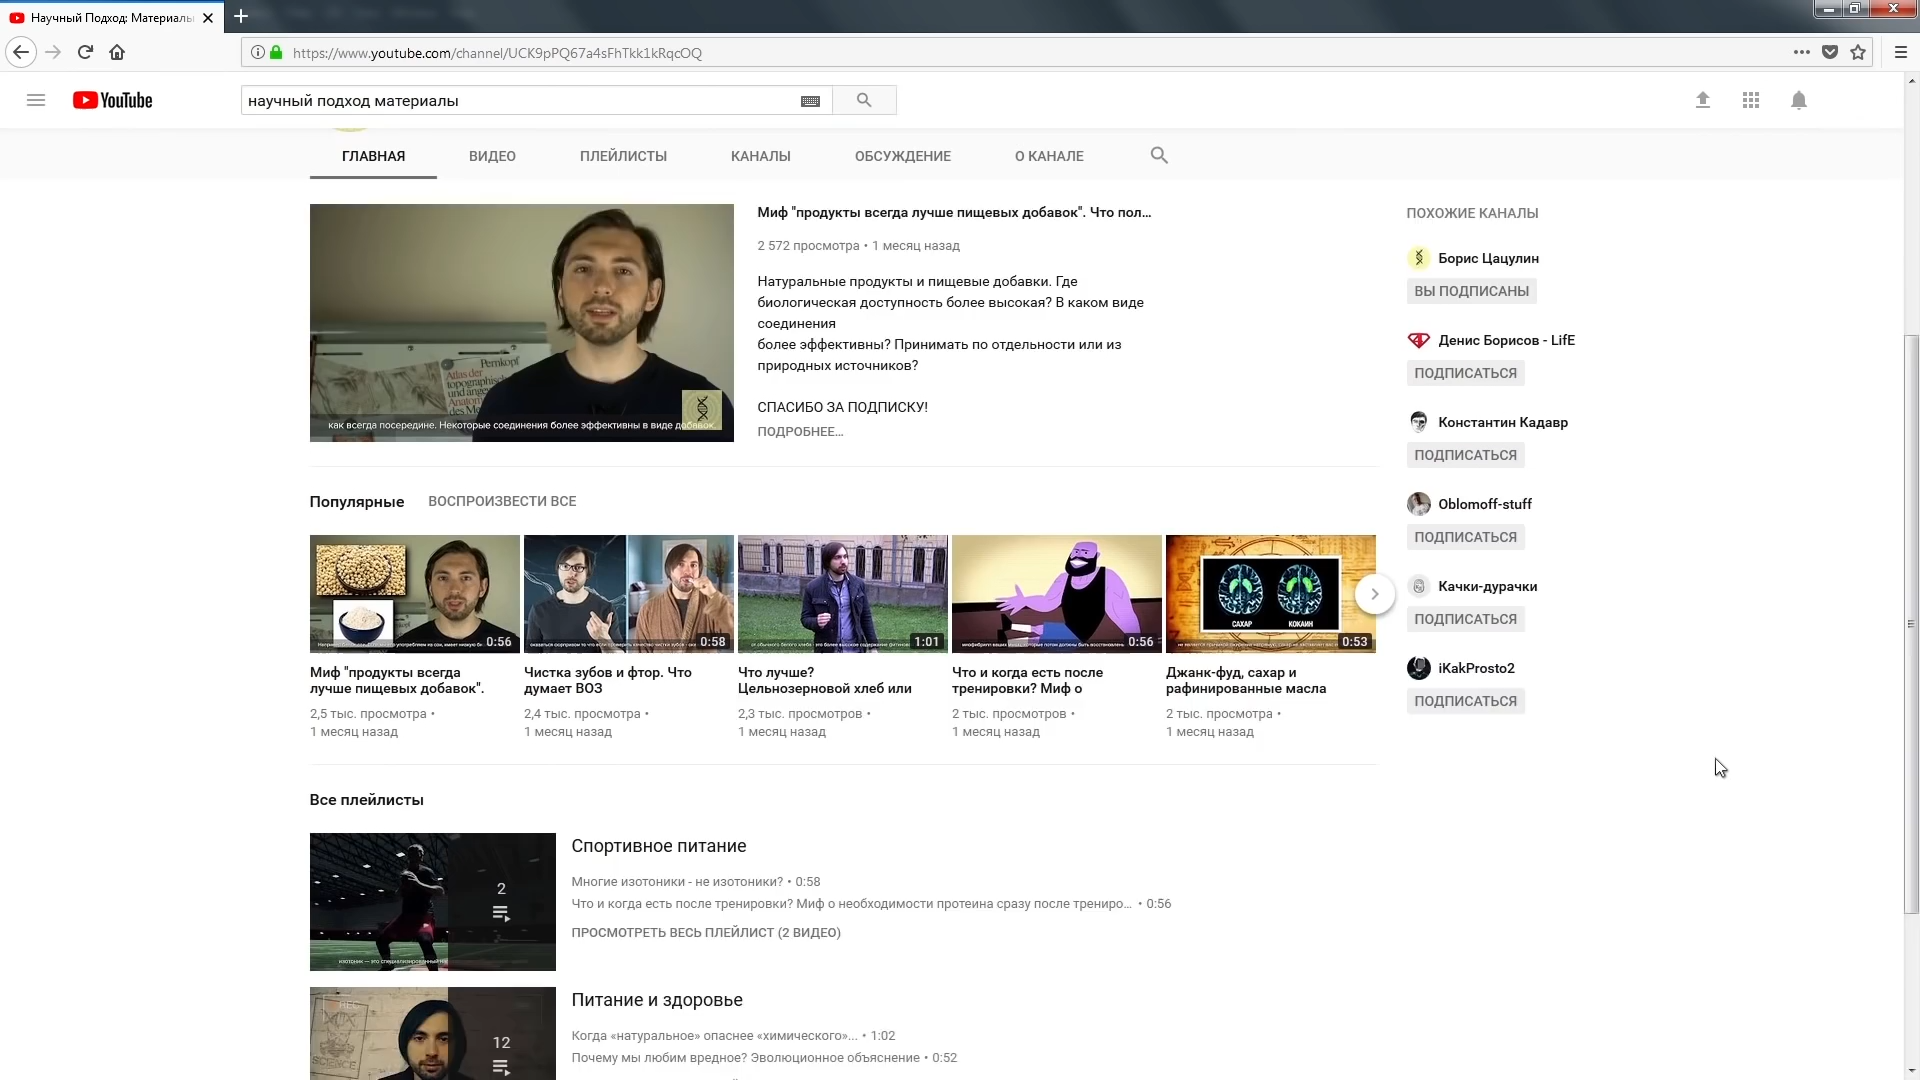 Научный Подход: Материалы
https://www.youtube.com/channel/UCK9pPQ67a4sFhTkk1kRqcOQ
YouTube
научный подход материалы
ГЛАВНАЯ
ВИДЕО
ПЛЕЙЛИСТЫ
КАНАЛЫ
ОБСУЖДЕНИЕ
О КАНАЛЕ
Pernkopf
Atlas der
topographischen
und ange
Anatom
des Me
как всегда посередине. Некоторые соединения более эффективны в виде добавок.
Миф "продукты всегда лучше пищевых добавок". Что пол...
2 572 просмотра • 1 месяц назад
Натуральные продукты и пищевые добавки. Где
биологическая доступность более высокая? В каком виде
соединения
более эффективны? Принимать по отдельности или из
природных источников?
СПАСИБО ЗА ПОДПИСКУ!
ПОДРОБНЕЕ...
ПОХОЖИЕ КАНАЛЫ
Борис Цацулин
ВЫ ПОДПИСАНЫ
Денис Борисов - LifE
ПОДПИСАТЬСЯ
Константин Кадавр
ПОДПИСАТЬСЯ
Oblomoff-stuff
ПОДПИСАТЬСЯ
Качки-дурачки
ПОДПИСАТЬСЯ
iKakProsto2
ПОДПИСАТЬСЯ
Популярные ВОСПРОИЗВЕСТИ ВСЕ
0:56
Миф "продукты всегда
лучше пищевых добавок".
2,5 тыс. просмотра •
1 месяц назад
0:58
Чистка зубов и фтор. Что
думает ВОЗ
2,4 тыс. просмотра •
1 месяц назад
1:01
Что лучше?
Цельнозерновой хлеб или
2,3 тыс. просмотров •
1 месяц назад
0:56
Что и когда есть после
тренировки? Миф о
2 тыс. просмотров •
1 месяц назад
САХАР КОКАИН
0:53
Джанк-фуд, сахар и
рафинированные масла
2 тыс. просмотра •
1 месяц назад
Все плейлисты
2
Спортивное питание
Многие изотоники - не изотоники? • 0:58
Что и когда есть после тренировки? Миф о необходимости протеина сразу после трениро... • 0:56
ПРОСМОТРЕТЬ ВЕСЬ ПЛЕЙЛИСТ (2 ВИДЕО)
12
Питание и здоровье
Когда «натуральное» опаснее «химического»... • 1:02
Почему мы любим вредное? Эволюционное объяснение • 0:52